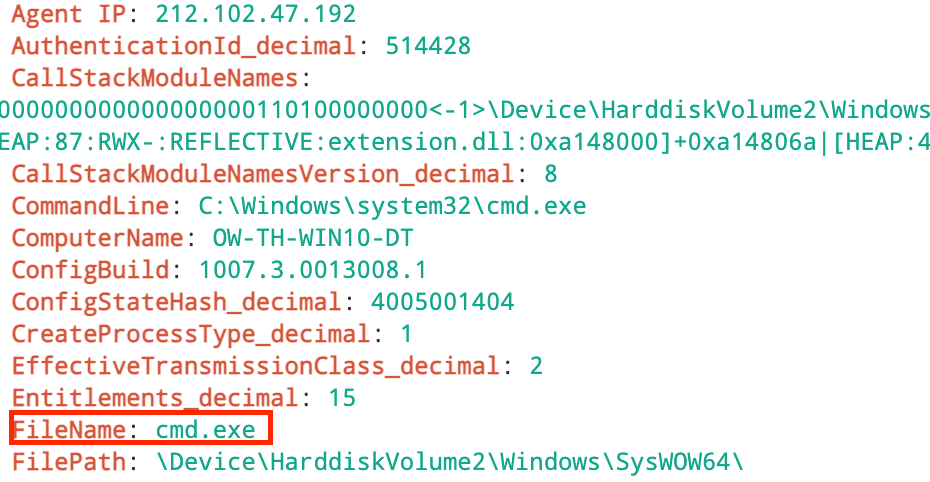 Agent IP: 212.102.47.192
AuthenticationId_decimal: 514428
CallStackModuleNames:
00000000000000000000110100000000<-1>\Device\HarddiskVolume2\Windows
EAP:87:RWX-:REFLECTIVE:extension.dll:0xa148000]+0xa14806a|[HEAP:4
CallStackModuleNamesVersion_decimal: 8
CommandLine: C:\Windows\system32\cmd.exe
ComputerName: OW-TH-WIN10-DT
ConfigBuild: 1007.3.0013008.1
ConfigStateHash_decimal: 4005001404
CreateProcessType_decimal: 1
EffectiveTransmissionClass_decimal: 2
Entitlements_decimal: 15
FileName: cmd.exe
FilePath: \Device\HarddiskVolume2\Windows\SysWOW64\